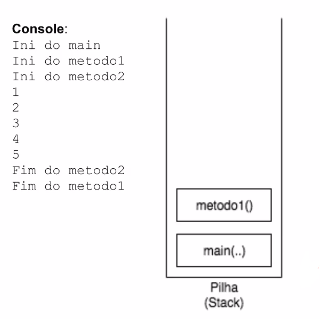 Console:
Ini do main
Ini do metodo1
Ini do metodo2
1
2
3
4
5
Fim do metodo2
Fim do metodo1
metodo1()
main(..)
Pilha
(Stack)